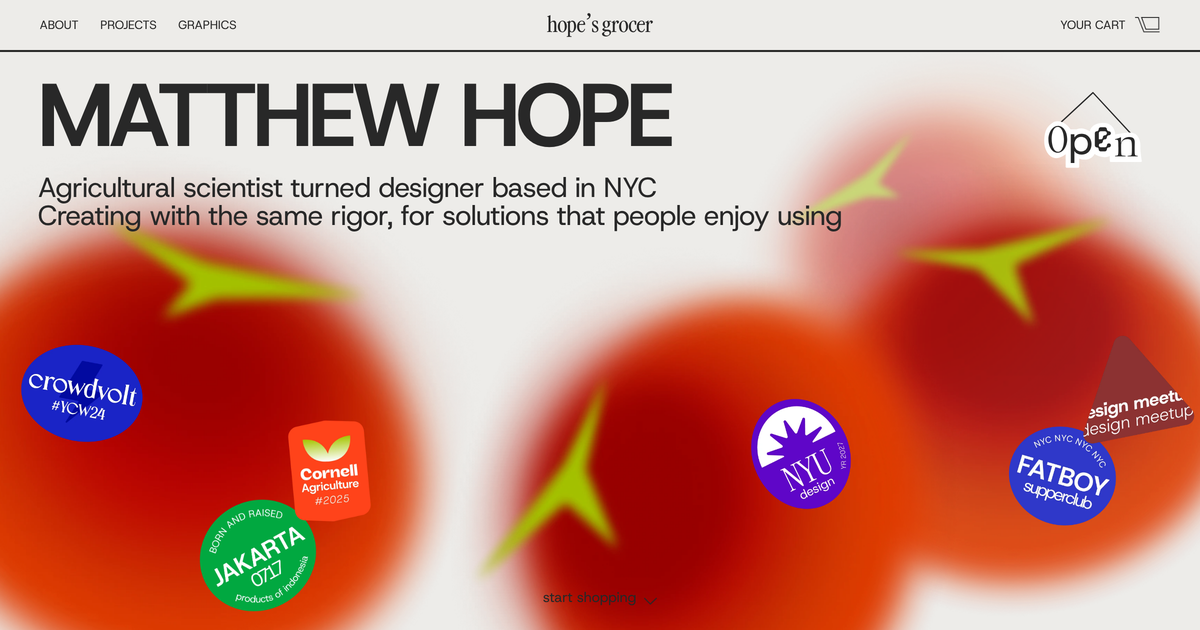 ABOUT PROJECTS GRAPHICS
hope's grocer
YOUR CART
MATTHEW HOPE
Open
Agricultural scientist turned designer based in NYC
Creating with the same rigor, for solutions that people enjoy using
crowdvolt
#YCW24
Cornell
Agriculture
#2025
BORN AND RAISED
JAKARTA
0717
products of indonesia
NYU
design
YR 2027
design meetup
NYC NYC NYC NYC
FATBOY
supperclub
start shopping